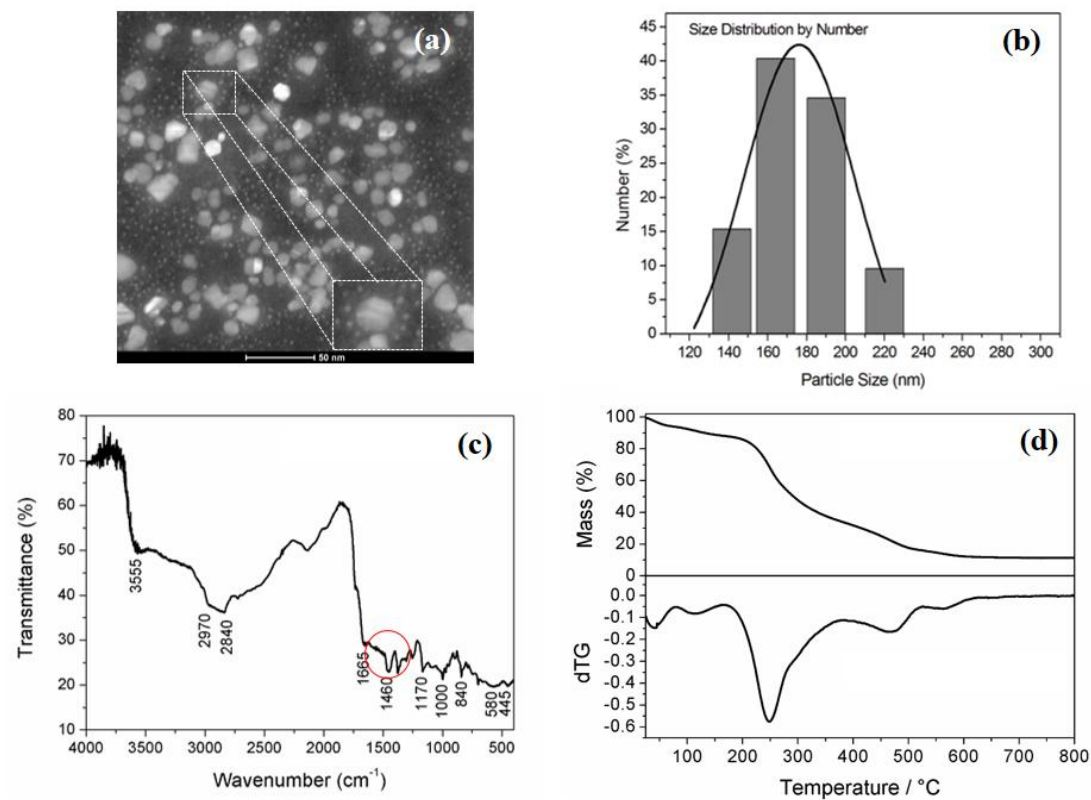 (a)
50 nm
(b)
Size Distribution by Number
45
40
35
30
25
20
15
10
5
0
Number (%)
120 140 160 180 200 220 260 260 280 300
Particle Size (nm)
(c)
80
70
60
50
40
30
20
10
Transmittance (%)
3555
2970
2840
1665
1460
1170
1000
840
580
445
4000 3500 3000 2500 2000 1500 1000 500
Wavenumber (cm⁻¹)
(d)
100
80
60
40
20
0
Mass (%)
0.0
-0.1
-0.2
-0.3
-0.4
-0.5
-0.6
dTG
100 200 300 400 500 600 700 800
Temperature / °C